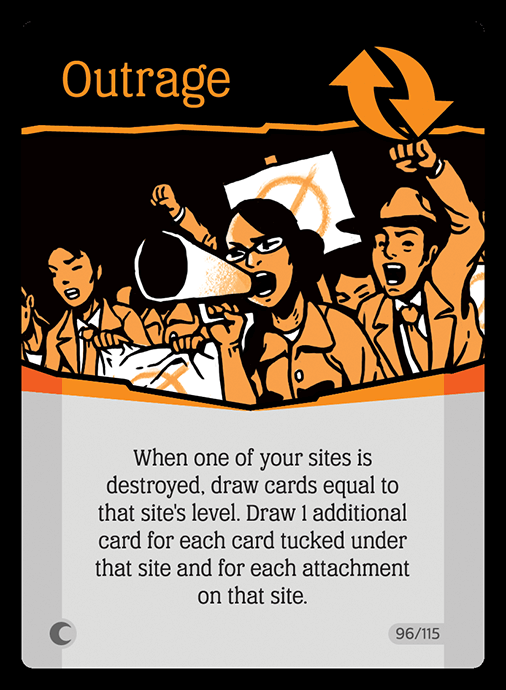 Outrage
When one of your sites is
destroyed, draw cards equal to
that site's level. Draw 1 additional
card for each card tucked under
that site and for each attachment
on that site.
96/115